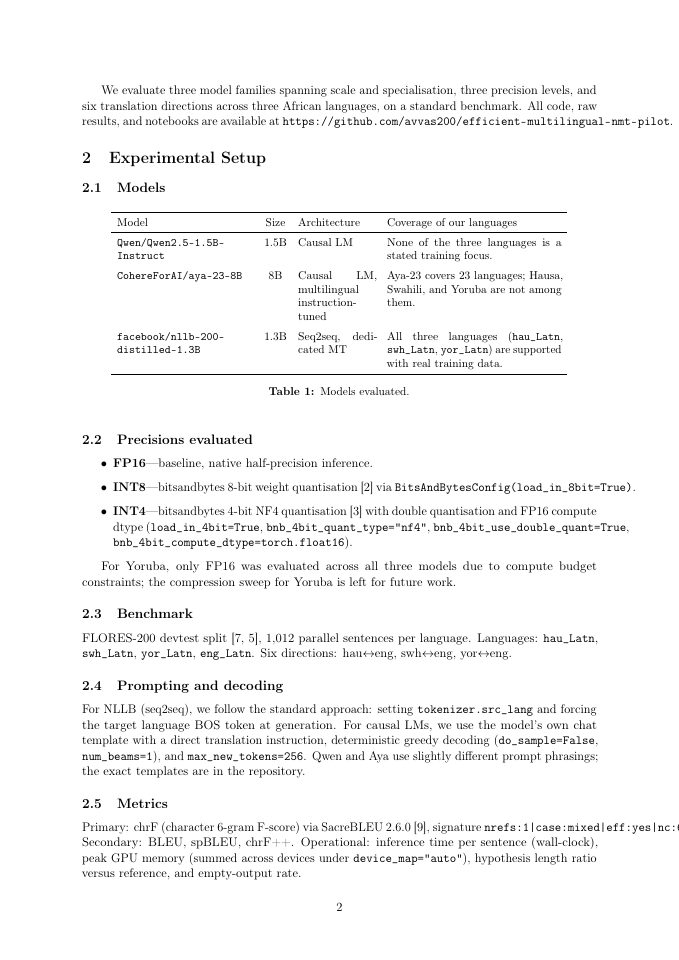 We evaluate three model families spanning scale and specialisation, three precision levels, and
six translation directions across three African languages, on a standard benchmark. All code, raw
results, and notebooks are available at https://github.com/avvas200/efficient-multilingual-nmt-pilot.
2 Experimental Setup
2.1 Models
Model Size Architecture Coverage of our languages
Qwen/Qwen2.5-1.5B- 1.5B Causal LM None of the three languages is a
Instruct stated training focus.
CohereForAI/aya-23-8B 8B Causal LM, Aya-23 covers 23 languages; Hausa,
multilingual Swahili, and Yoruba are not among
instruction- them.
tuned
facebook/nllb-200- 1.3B Seq2seq, dedi- All three languages (hau_Latn,
distilled-1.3B cated MT swh_Latn, yor_Latn) are supported
with real training data.
Table 1: Models evaluated.
2.2 Precisions evaluated
• FP16—baseline, native half-precision inference.
• INT8—bitsandbytes 8-bit weight quantisation [2] via BitsAndBytesConfig(load_in_8bit=True).
• INT4—bitsandbytes 4-bit NF4 quantisation [3] with double quantisation and FP16 compute
dtype (load_in_4bit=True, bnb_4bit_quant_type="nf4", bnb_4bit_use_double_quant=True,
bnb_4bit_compute_dtype=torch.float16).
For Yoruba, only FP16 was evaluated across all three models due to compute budget
constraints; the compression sweep for Yoruba is left for future work.
2.3 Benchmark
FLORES-200 devtest split [7, 5], 1,012 parallel sentences per language. Languages: hau_Latn,
swh_Latn, yor_Latn, eng_Latn. Six directions: hau↔eng, swh↔eng, yor↔eng.
2.4 Prompting and decoding
For NLLB (seq2seq), we follow the standard approach: setting tokenizer.src_lang and forcing
the target language BOS token at generation. For causal LMs, we use the model's own chat
template with a direct translation instruction, deterministic greedy decoding (do_sample=False,
num_beams=1), and max_new_tokens=256. Qwen and Aya use slightly different prompt phrasings;
the exact templates are in the repository.
2.5 Metrics
Primary: chrF (character 6-gram F-score) via SacreBLEU 2.6.0 [9], signature nrefs:1|case:mixed|eff:yes|nc:
Secondary: BLEU, spBLEU, chrF++. Operational: inference time per sentence (wall-clock),
peak GPU memory (summed across devices under device_map="auto"), hypothesis length ratio
versus reference, and empty-output rate.
2